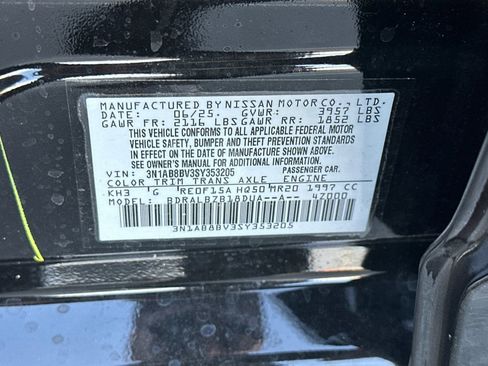 MANUFACTURED BY NISSAN MOTOR CO., LTD.
DATE: 06/25. GVWR: 3957 LBS
GAWR FR: 2116 LBS GAWR RR: 1852 LBS
THIS VEHICLE CONFORMS TO ALL APPLICABLE FEDERAL MOTOR
VEHICLE SAFETY, BUMPER AND THEFT PREVENTION STANDARDS
IN EFFECT ON THE DATE OF MANUFACTURE SHOWN ABOVE.
SEE OWNER'S MANUAL FOR ADDITIONAL INFORMATION.
VIN: 3N1AB8BV3SY353205 PASSENGER CAR
COLOR TRIM TRANS AXLE ENGINE
KH3 G RE0F15A HQ50 MR20 1997 CC
MODEL: BDRALBZB18DUA--A-- 47000
3N1AB8BV3SY353205